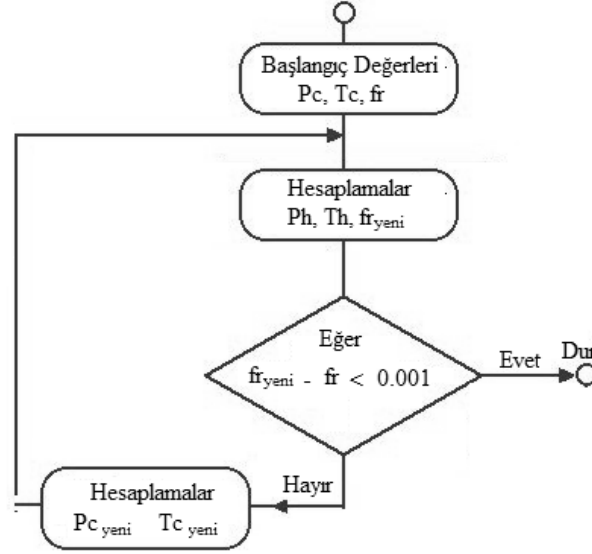 Başlangıç Değerleri
Pc, Tc, fr
Hesaplamalar
Ph, Th, fryeni
Eğer
fryeni - fr < 0.001
Evet
Dur
Hayır
Hesaplamalar
Pc yeni Tc yeni